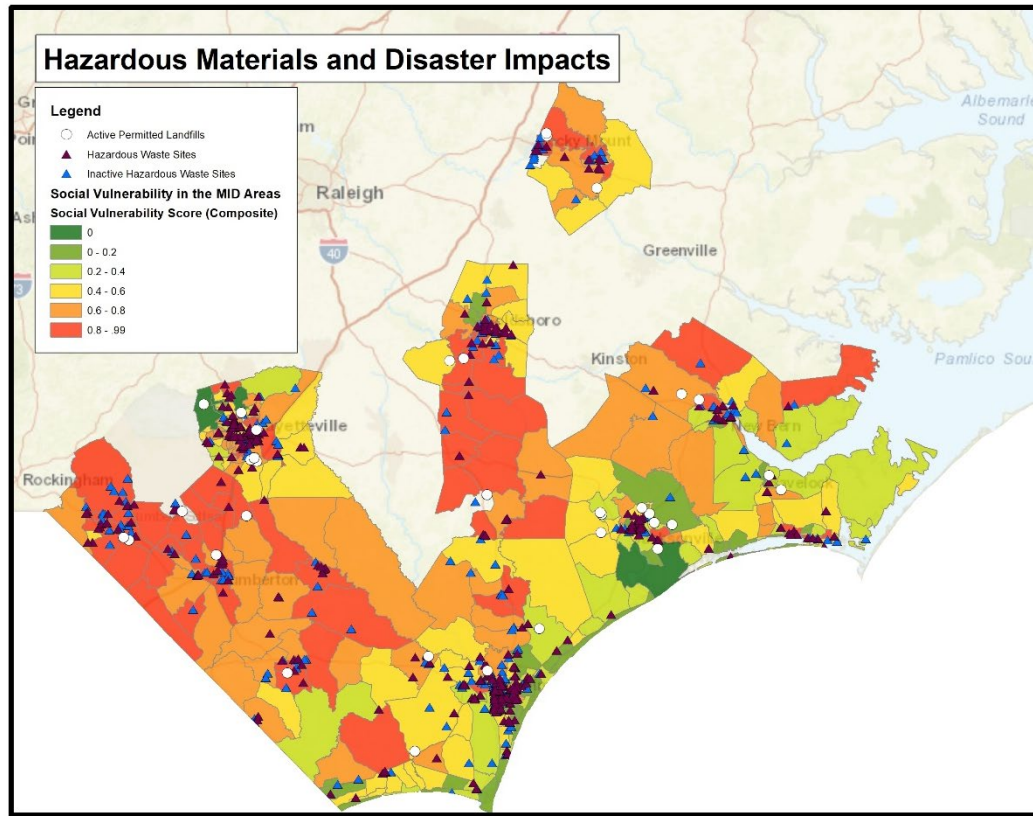 Hazardous Materials and Disaster Impacts
Legend
Active Permitted Landfills
Hazardous Waste Sites
Inactive Hazardous Waste Sites
Social Vulnerability in the MID Areas
Social Vulnerability Score (Composite)
0
0 - 0.2
0.2 - 0.4
0.4 - 0.6
0.6 - 0.8
0.8 - .99
Albemarle
Sound
Raleigh
40
Greenville
Kinston
Pamlico Sou
Rockingham